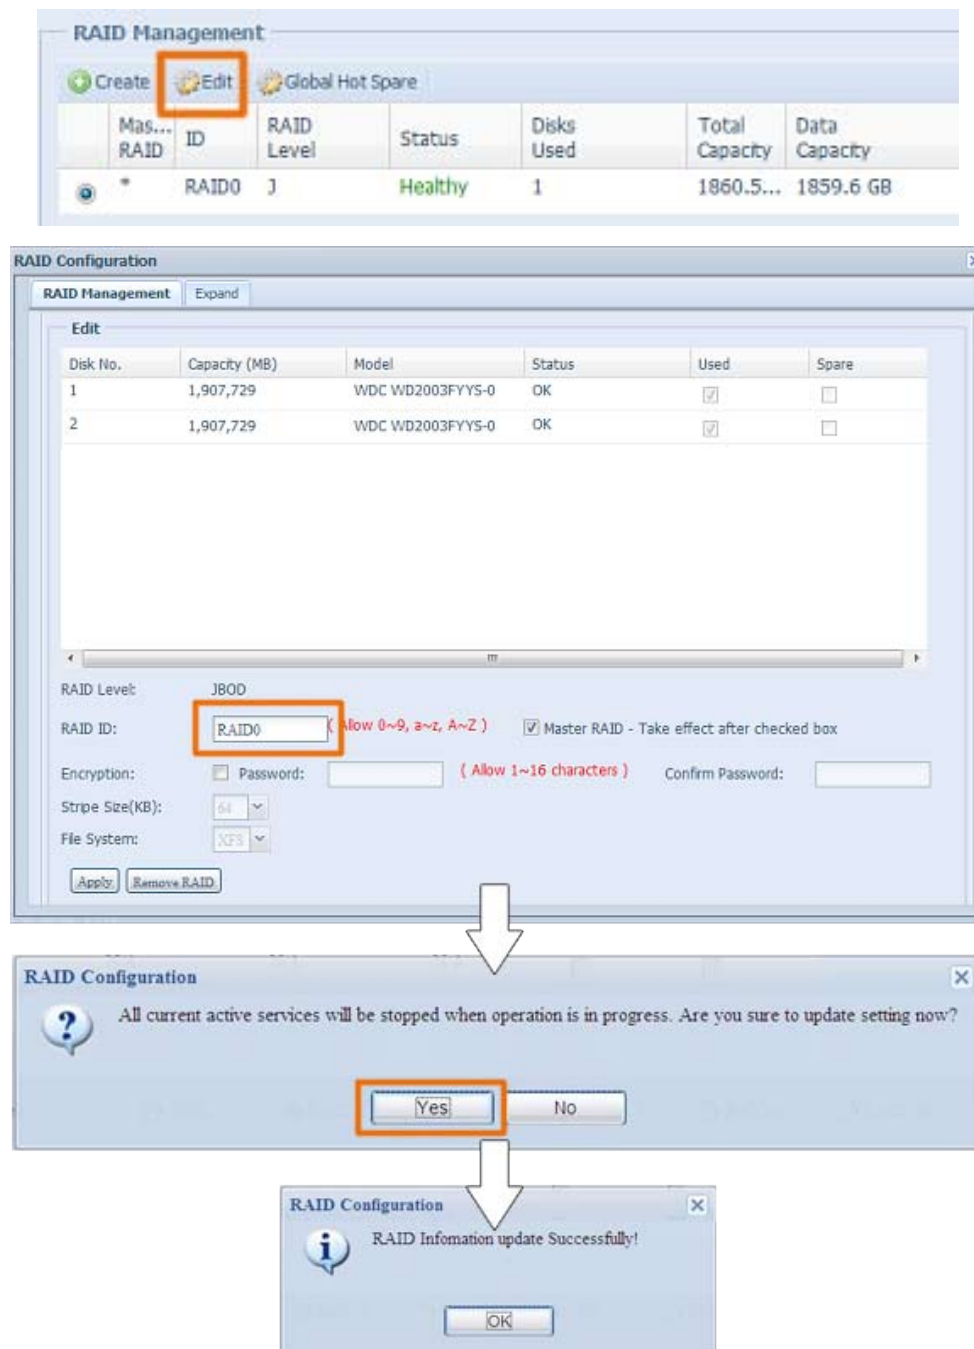 RAID Management
Create Edit Global Hot Spare
Mas... RAID ID RAID Level Status Disks Used Total Capacity Data Capacity
* RAID0 J Healthy 1 1860.5... 1859.6 GB
RAID Configuration
RAID Management Expand
Edit
Disk No. Capacity (MB) Model Status Used Spare
1 1,907,729 WDC WD2003FYYS-0 OK
2 1,907,729 WDC WD2003FYYS-0 OK
RAID Level: JBOD
RAID ID: RAID0 ( Allow 0~9, a~z, A~Z ) Master RAID - Take effect after checked box
Encryption: Password: ( Allow 1~16 characters ) Confirm Password:
Stripe Size(KB): 64
File System: XFS
Apply Remove RAID
RAID Configuration
All current active services will be stopped when operation is in progress. Are you sure to update setting now?
Yes No
RAID Configuration
RAID Infomation update Successfully!
OK